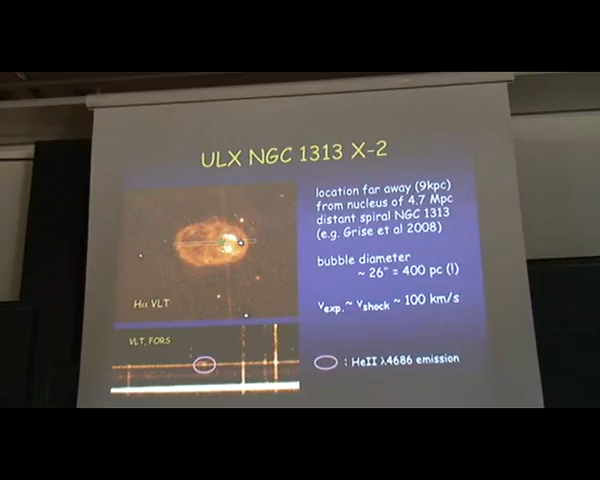 ULX NGC 1313 X-2
location far away (9kpc)
from nucleus of 4.7 Mpc
distant spiral NGC 1313
(e.g. Grise et al 2008)
bubble diameter
~ 26" = 400 pc (!)
vexp. ~ vshock ~ 100 km/s
Hα VLT
VLT, FORS
: HeII λ4686 emission